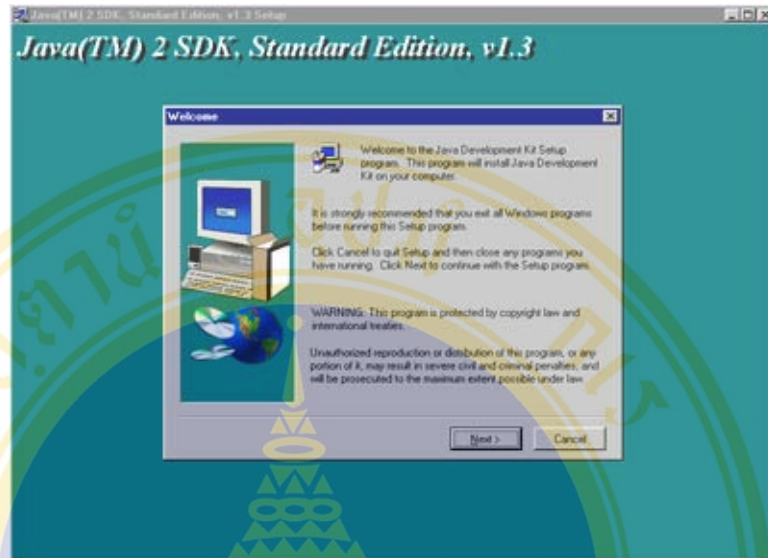 Java(TM) 2 SDK, Standard Edition, v1.3 Setup
Java(TM) 2 SDK, Standard Edition, v1.3
Welcome
Welcome to the Java Development Kit Setup
program. This program will install Java Development
Kit on your computer.
It is strongly recommended that you exit all Windows programs
before running this Setup program.
Click Cancel to quit Setup and then close any programs you
have running. Click Next to continue with the Setup program.
WARNING: This program is protected by copyright law and
international treaties.
Unauthorized reproduction or distribution of this program, or any
portion of it, may result in severe civil and criminal penalties, and
will be prosecuted to the maximum extent possible under law.
Next >
Cancel